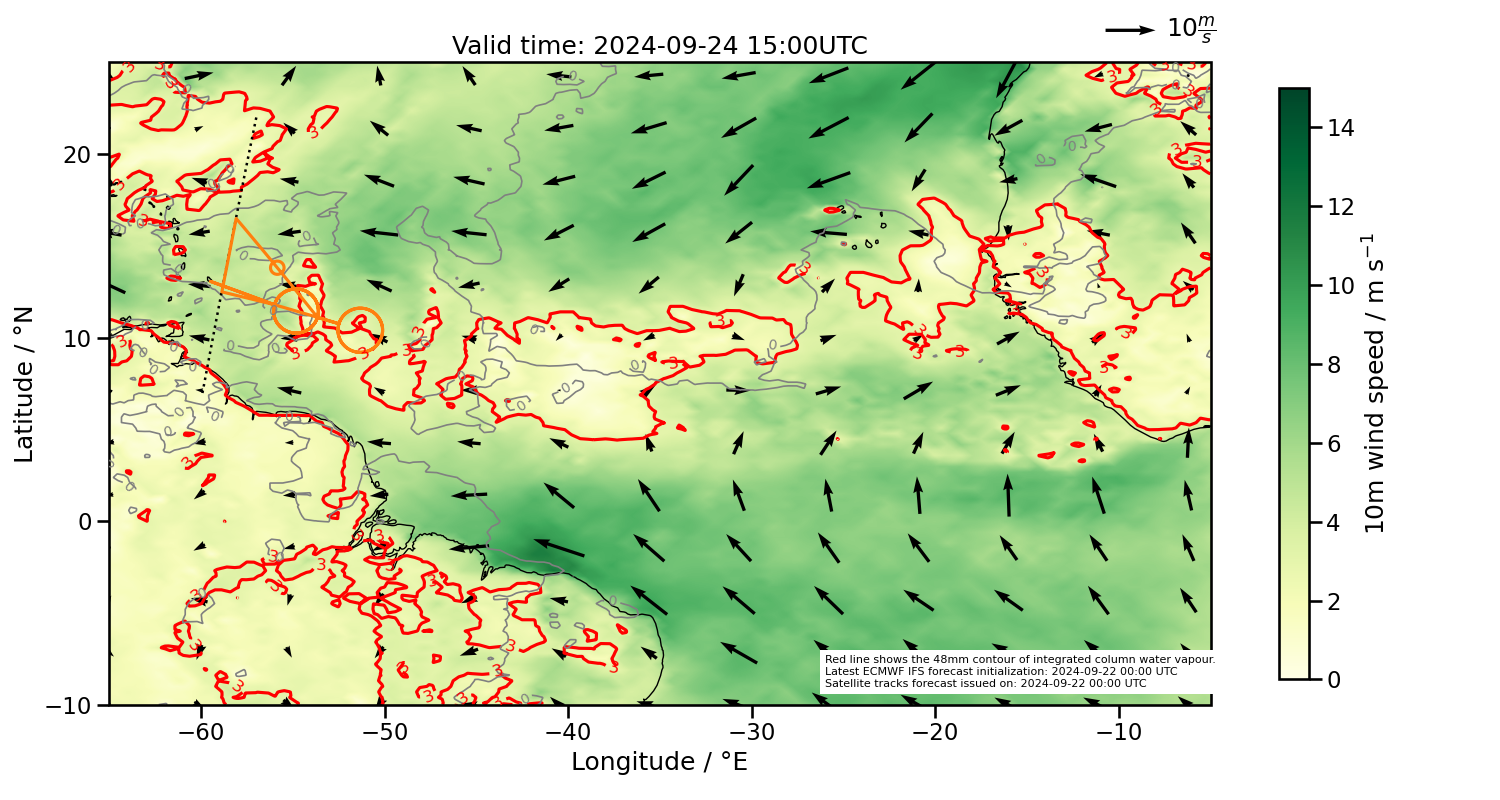 10 m/s
Valid time: 2024-09-24 15:00UTC
20
10
0
−10
Latitude / °N
−60
−50
−40
−30
−20
−10
Longitude / °E
Red line shows the 48mm contour of integrated column water vapour.
Latest ECMWF IFS forecast initialization: 2024-09-22 00:00 UTC
Satellite tracks forecast issued on: 2024-09-22 00:00 UTC
14
12
10
8
6
4
2
0
10m wind speed / m s⁻¹